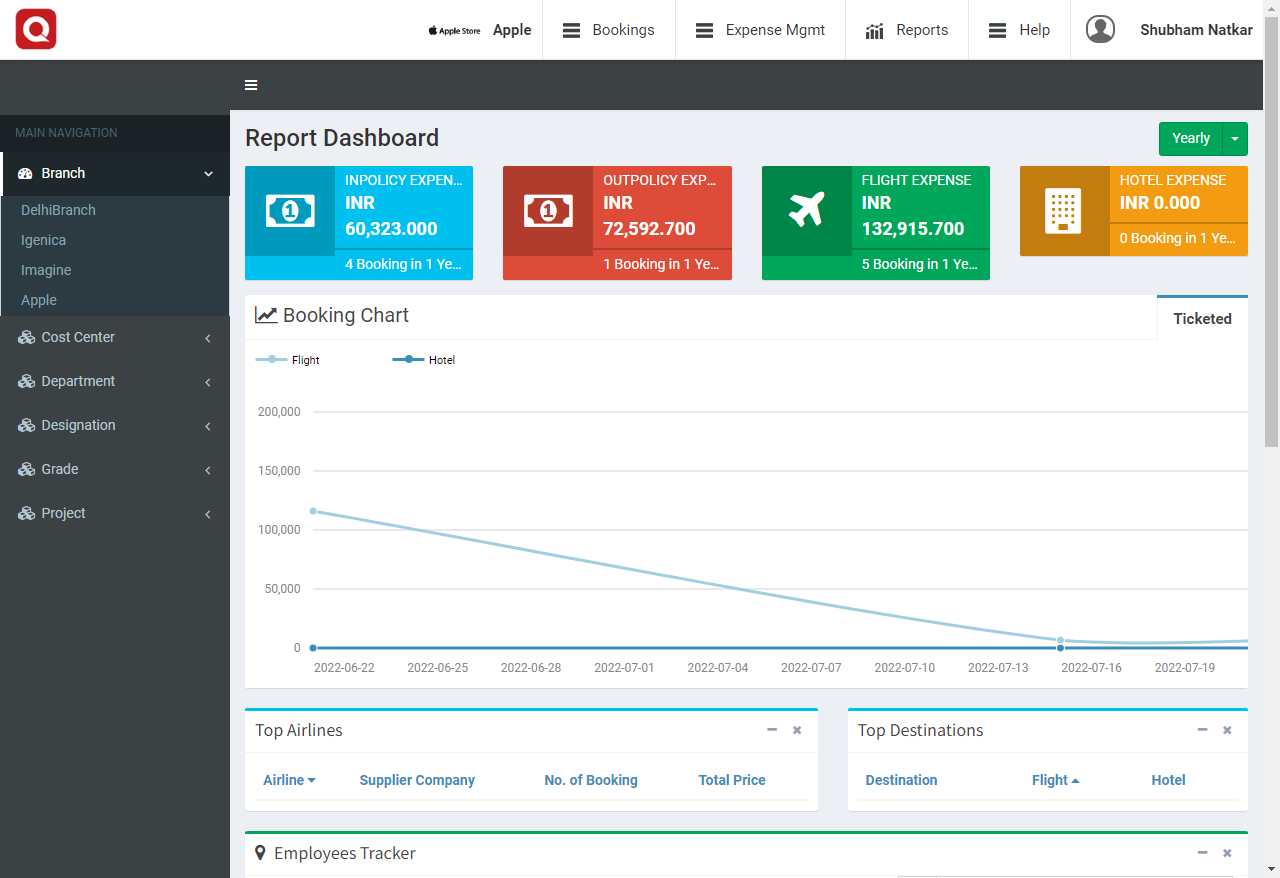 Q
Apple Store Apple Bookings Expense Mgmt Reports Help Shubham Natkar
MAIN NAVIGATION
Branch
DelhiBranch
Igenica
Imagine
Apple
Cost Center
Department
Designation
Grade
Project
Report Dashboard
Yearly
INPOLICY EXPEN...
INR
60,323.000
4 Booking in 1 Ye...
1
OUTPOLICY EXP...
INR
72,592.700
1 Booking in 1 Ye...
1
FLIGHT EXPENSE
INR
132,915.700
5 Booking in 1 Ye...
HOTEL EXPENSE
INR 0.000
0 Booking in 1 Ye...
Booking Chart
Ticketed
Flight Hotel
200,000
150,000
100,000
50,000
0
2022-06-22 2022-06-25 2022-06-28 2022-07-01 2022-07-04 2022-07-07 2022-07-10 2022-07-13 2022-07-16 2022-07-19
Top Airlines
Airline Supplier Company No. of Booking Total Price
Top Destinations
Destination Flight Hotel
Employees Tracker